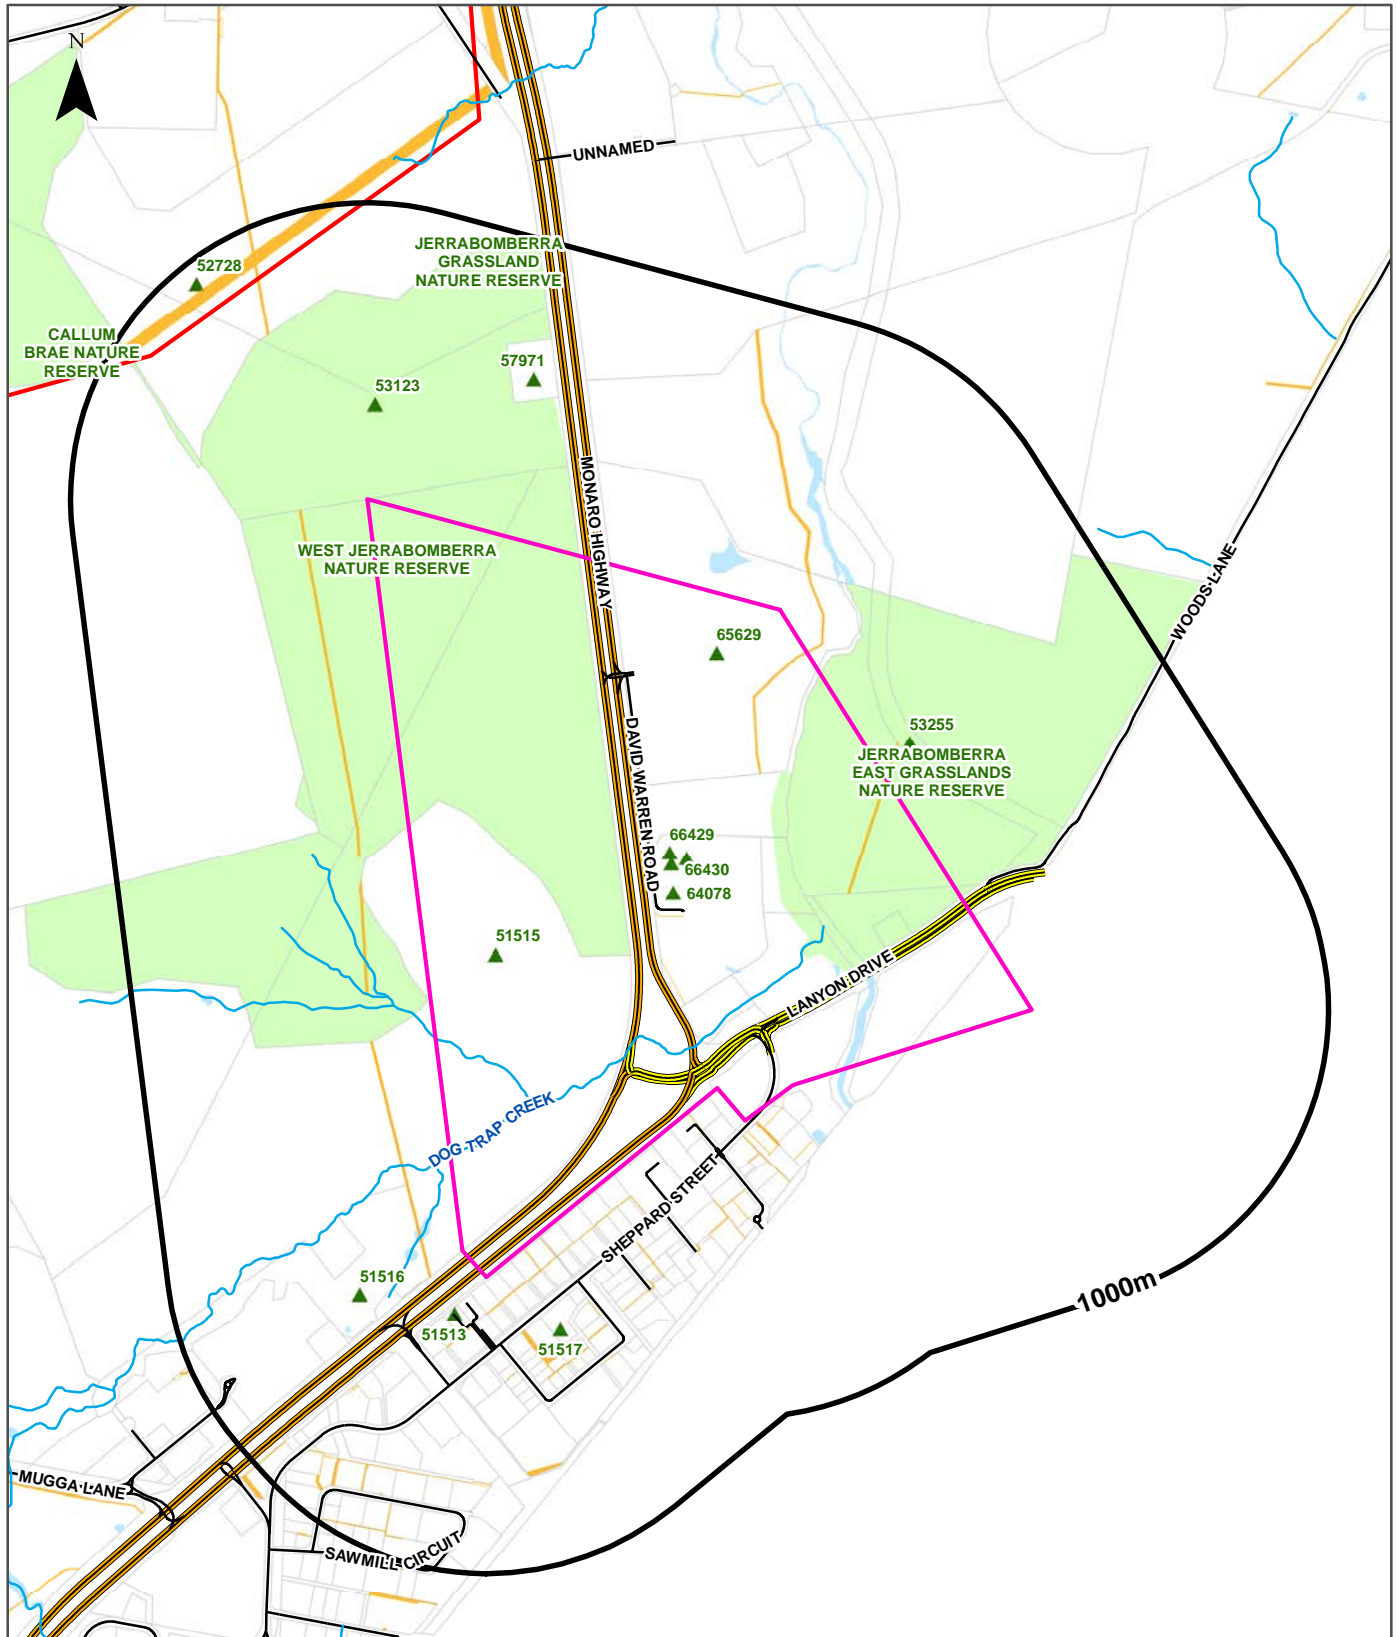 N
UNNAMED
JERRABOMBERRA
GRASSLAND
NATURE RESERVE
52728
CALLUM
BRAE NATURE
RESERVE
57971
53123
MONARO HIGHWAY
WEST JERRABOMBERRA
NATURE RESERVE
WOODS LANE
65629
DAVID WARREN ROAD
53255
JERRABOMBERRA
EAST GRASSLANDS
NATURE RESERVE
66429
66430
64078
51515
LANYON DRIVE
DOG TRAP CREEK
SHEPPARD STREET
51516
51513
51517
1000m
MUGGA LANE
SAWMILL CIRCUIT